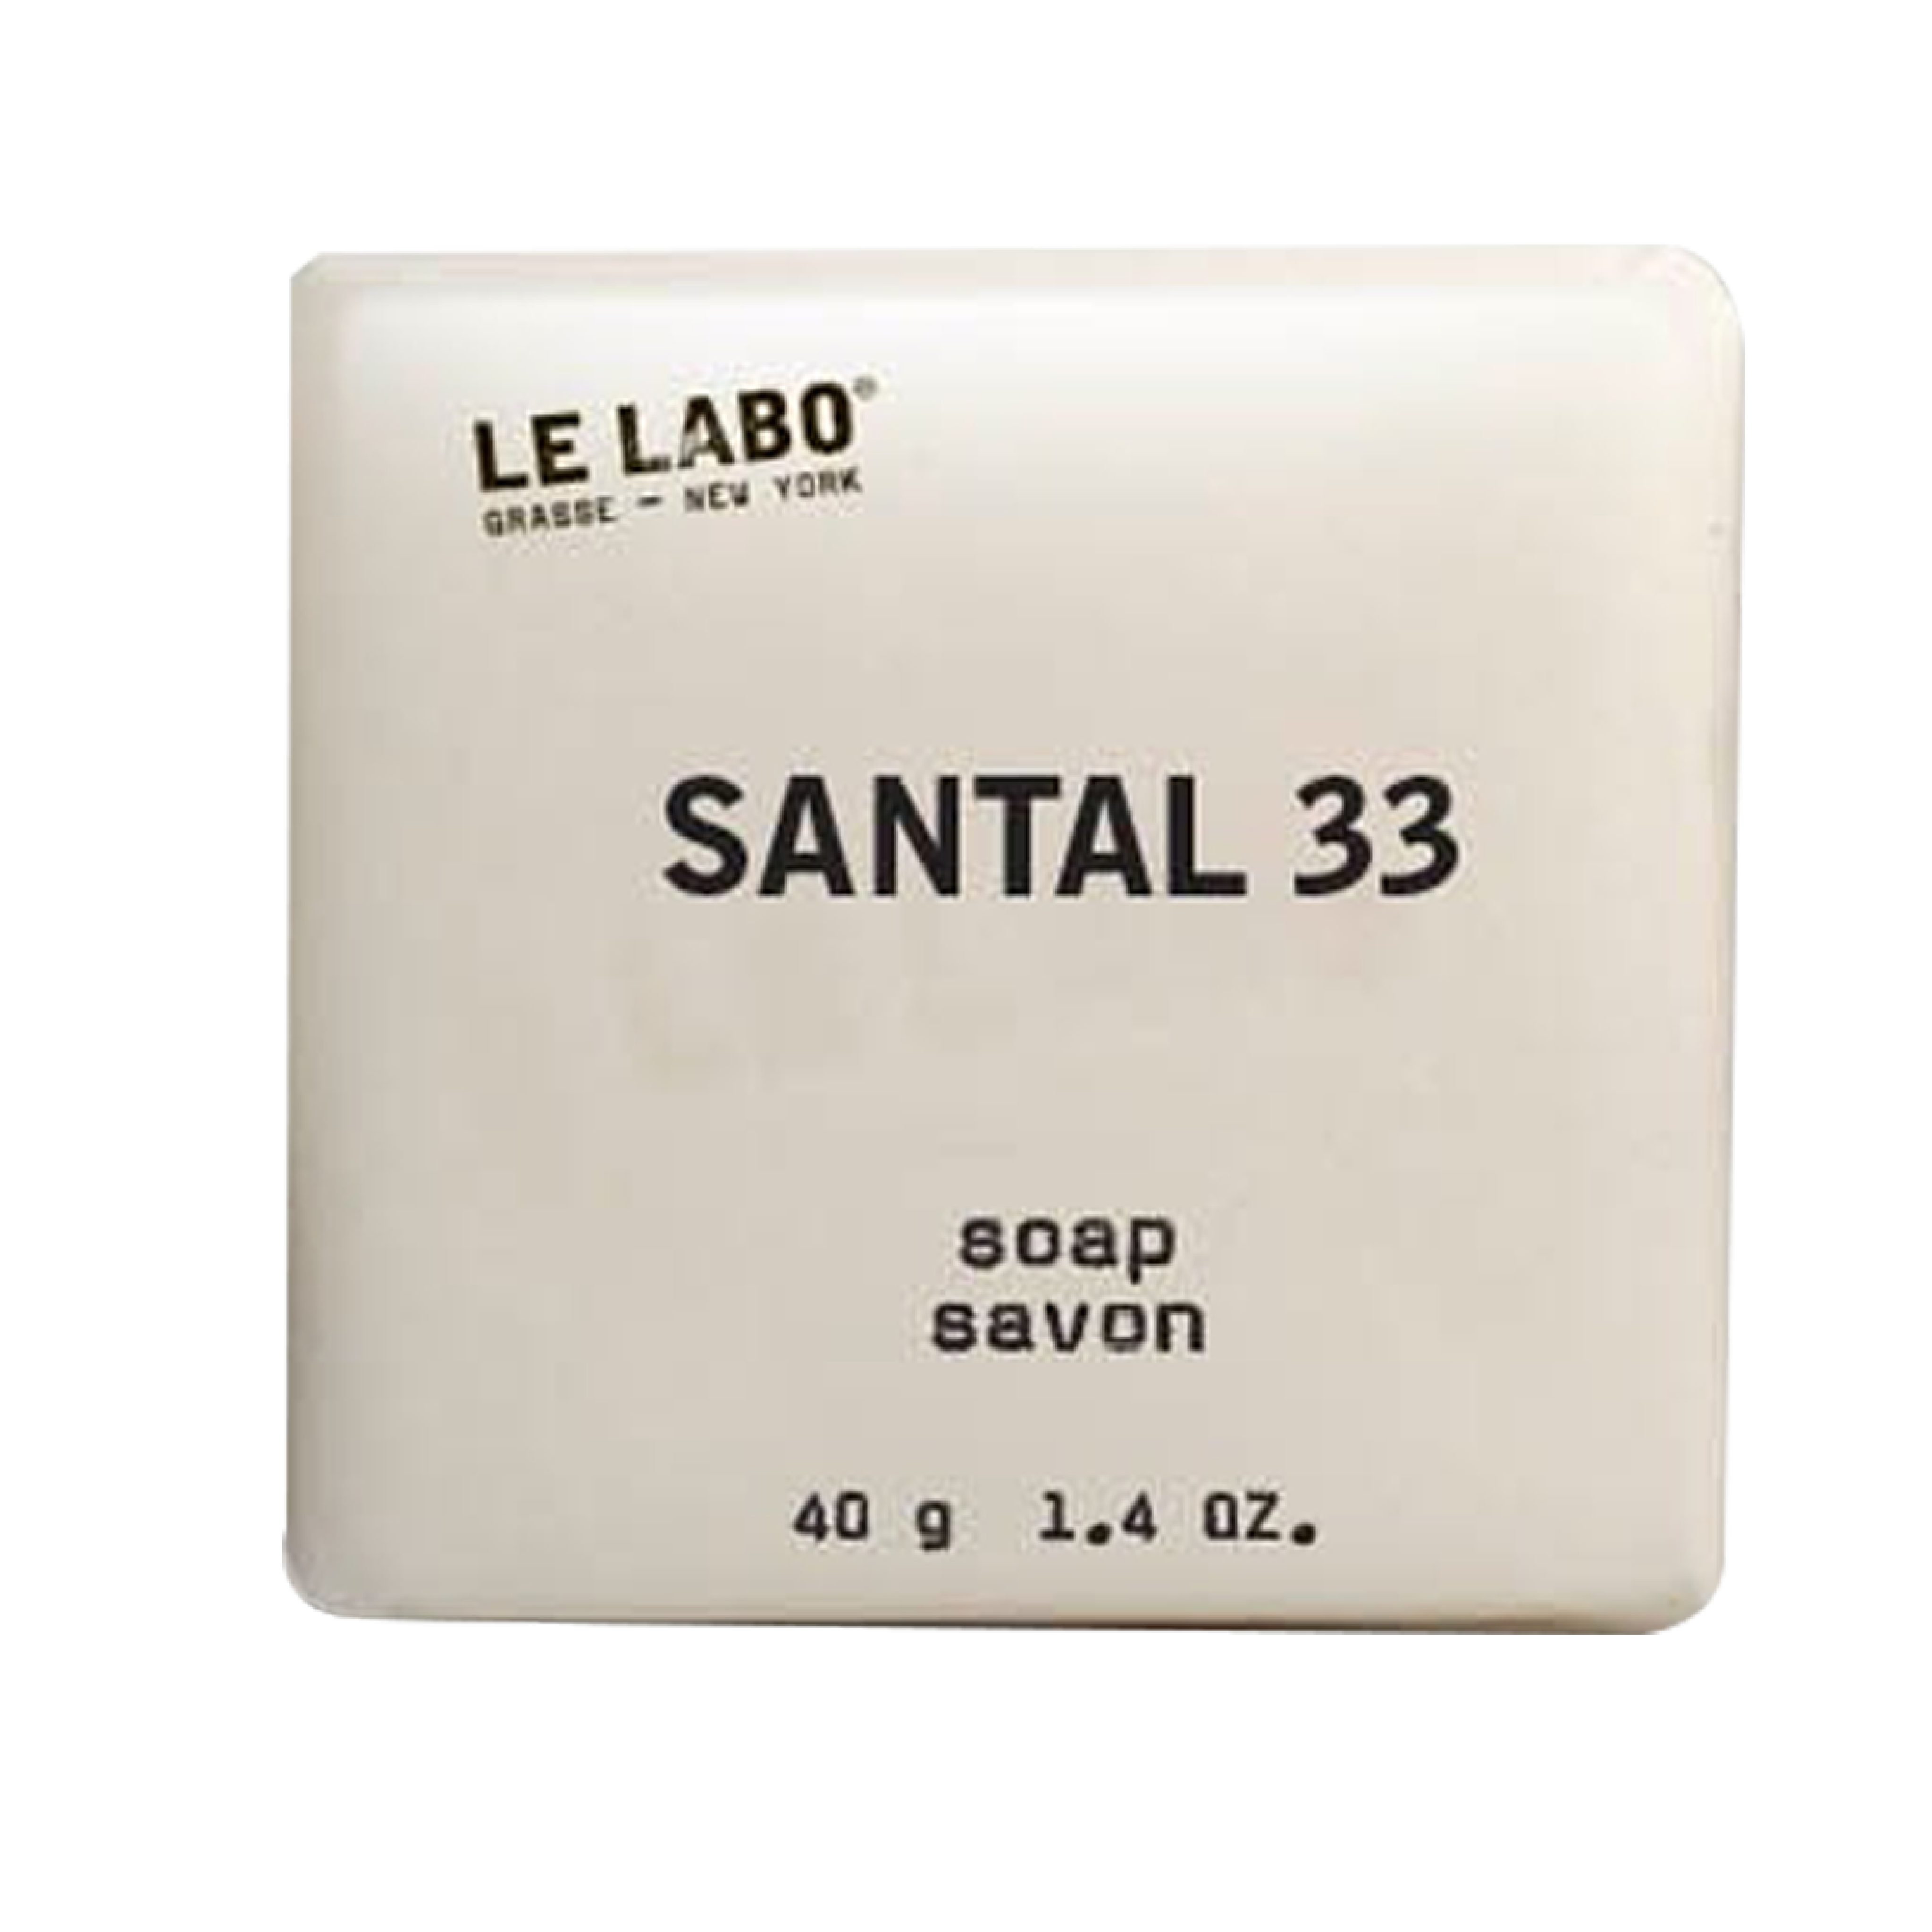 LE LABO®
GRASSE — NEW YORK
SANTAL 33
soap
savon
40 g 1.4 OZ.